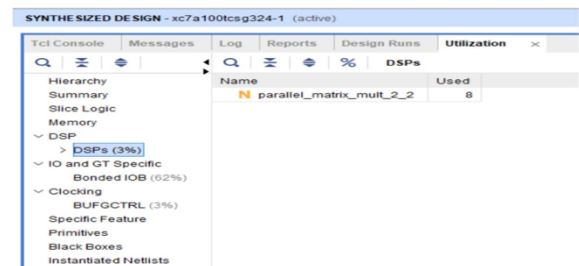 SYNTHESIZED DESIGN - xc7a100tcsg324-1 (active)
Tcl Console Messages Log Reports Design Runs Utilization ×
% DSPs
Hierarchy
Summary
Slice Logic
Memory
DSP
DSPs (3%)
IO and GT Specific
Bonded IOB (62%)
Clocking
BUFGCTRL (3%)
Specific Feature
Primitives
Black Boxes
Instantiated Netlists
Name Used
N parallel_matrix_mult_2_2 8